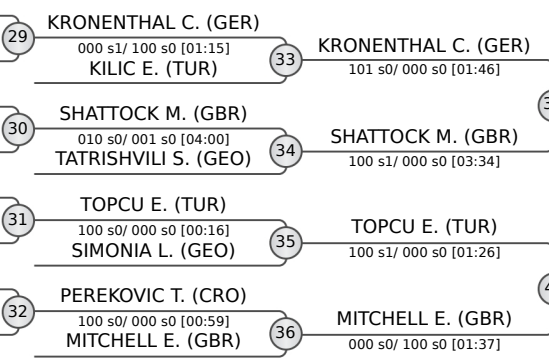 29
KRONENTHAL C. (GER)
000 s1/ 100 s0 [01:15]
KILIC E. (TUR)
33
KRONENTHAL C. (GER)
101 s0/ 000 s0 [01:46]
30
SHATTOCK M. (GBR)
010 s0/ 001 s0 [04:00]
TATRISHVILI S. (GEO)
34
SHATTOCK M. (GBR)
100 s1/ 000 s0 [03:34]
31
TOPCU E. (TUR)
100 s0/ 000 s0 [00:16]
SIMONIA L. (GEO)
35
TOPCU E. (TUR)
100 s1/ 000 s0 [01:26]
32
PEREKOVIC T. (CRO)
100 s0/ 000 s0 [00:59]
MITCHELL E. (GBR)
36
MITCHELL E. (GBR)
000 s0/ 100 s0 [01:37]